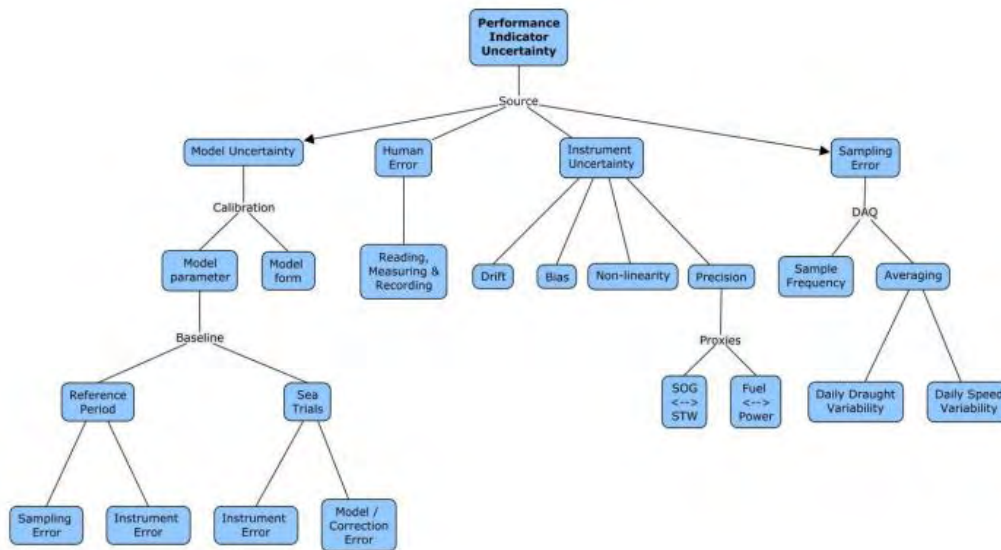 Performance
Indicator
Uncertainty
Source
Model Uncertainty
Human
Error
Instrument
Uncertainty
Sampling
Error
Calibration
DAQ
Model
parameter
Model
form
Reading,
Measuring &
Recording
Drift
Bias
Non-linearity
Precision
Sample
Frequency
Averaging
Baseline
Proxies
Reference
Period
Sea
Trials
SOG
<-->
STW
Fuel
<-->
Power
Daily Draught
Variability
Daily Speed
Variability
Sampling
Error
Instrument
Error
Instrument
Error
Model /
Correction
Error